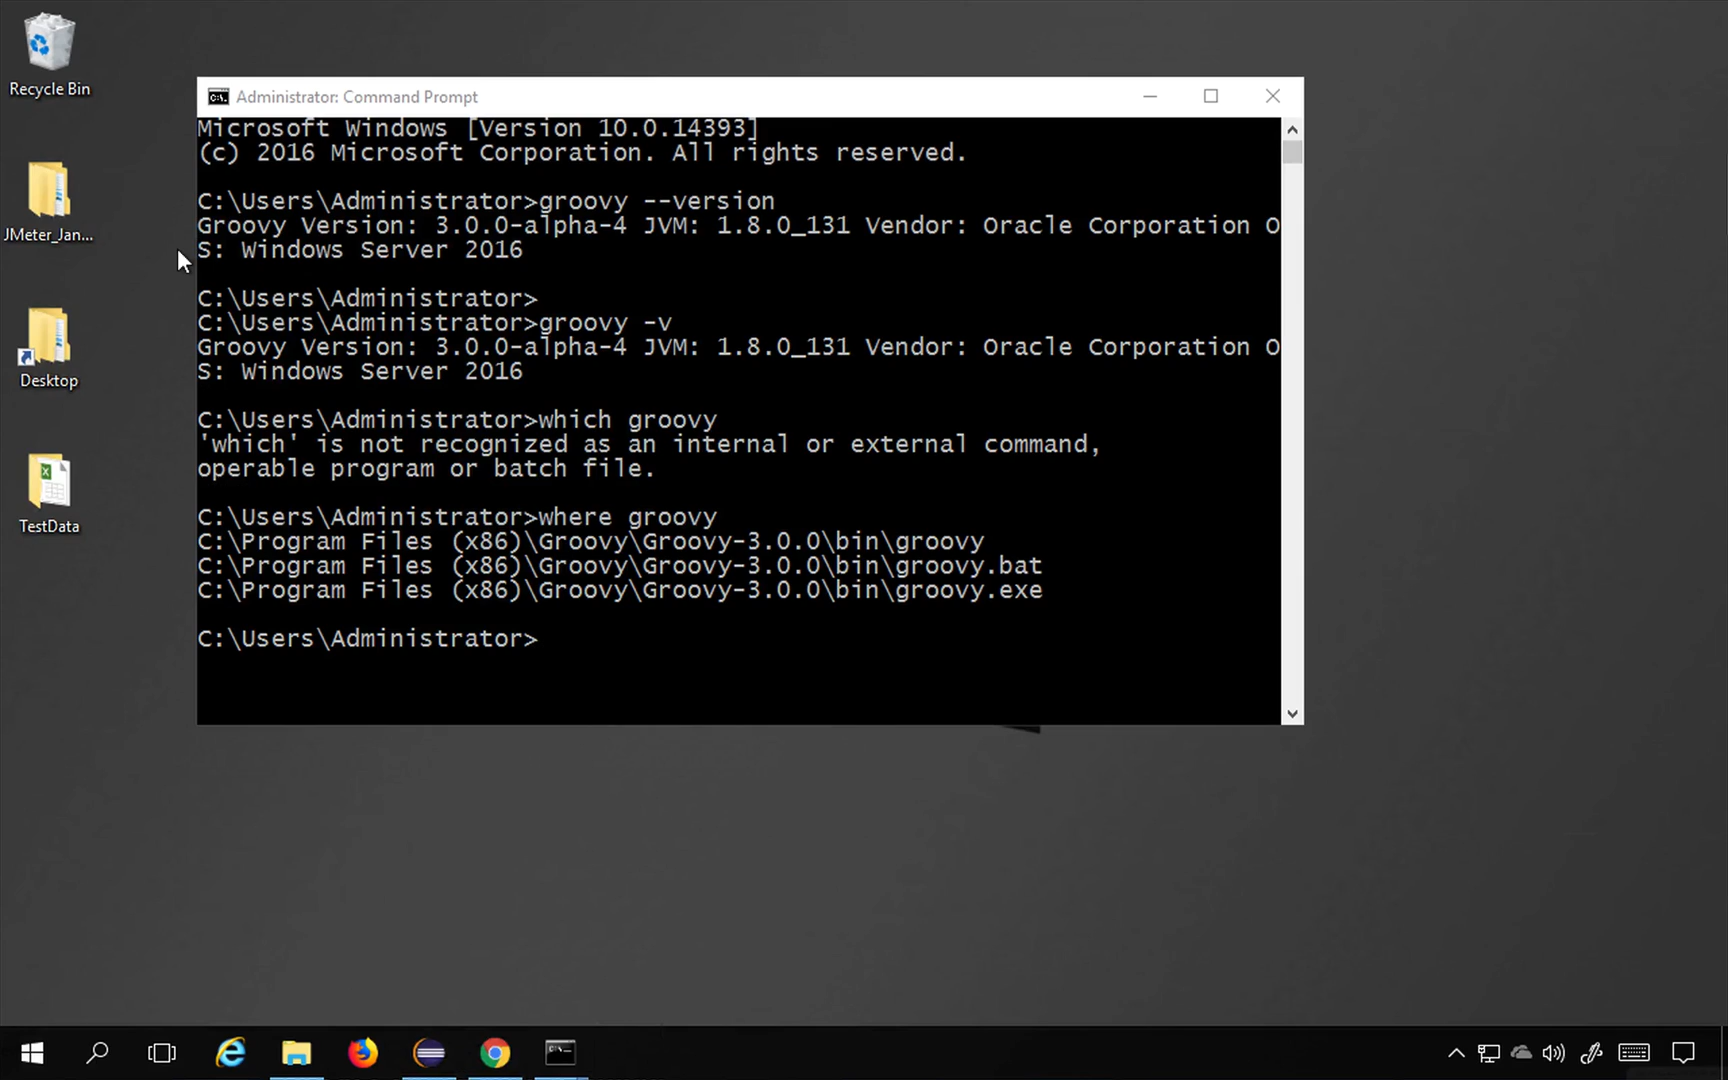 Recycle Bin
JMeter_Jan...
Desktop
TestData
Administrator: Command Prompt
Microsoft Windows [Version 10.0.14393]
(c) 2016 Microsoft Corporation. All rights reserved.
C:\Users\Administrator>groovy --version
Groovy Version: 3.0.0-alpha-4 JVM: 1.8.0_131 Vendor: Oracle Corporation O
S: Windows Server 2016
C:\Users\Administrator>
C:\Users\Administrator>groovy -v
Groovy Version: 3.0.0-alpha-4 JVM: 1.8.0_131 Vendor: Oracle Corporation O
S: Windows Server 2016
C:\Users\Administrator>which groovy
'which' is not recognized as an internal or external command,
operable program or batch file.
C:\Users\Administrator>where groovy
C:\Program Files (x86)\Groovy\Groovy-3.0.0\bin\groovy
C:\Program Files (x86)\Groovy\Groovy-3.0.0\bin\groovy.bat
C:\Program Files (x86)\Groovy\Groovy-3.0.0\bin\groovy.exe
C:\Users\Administrator>